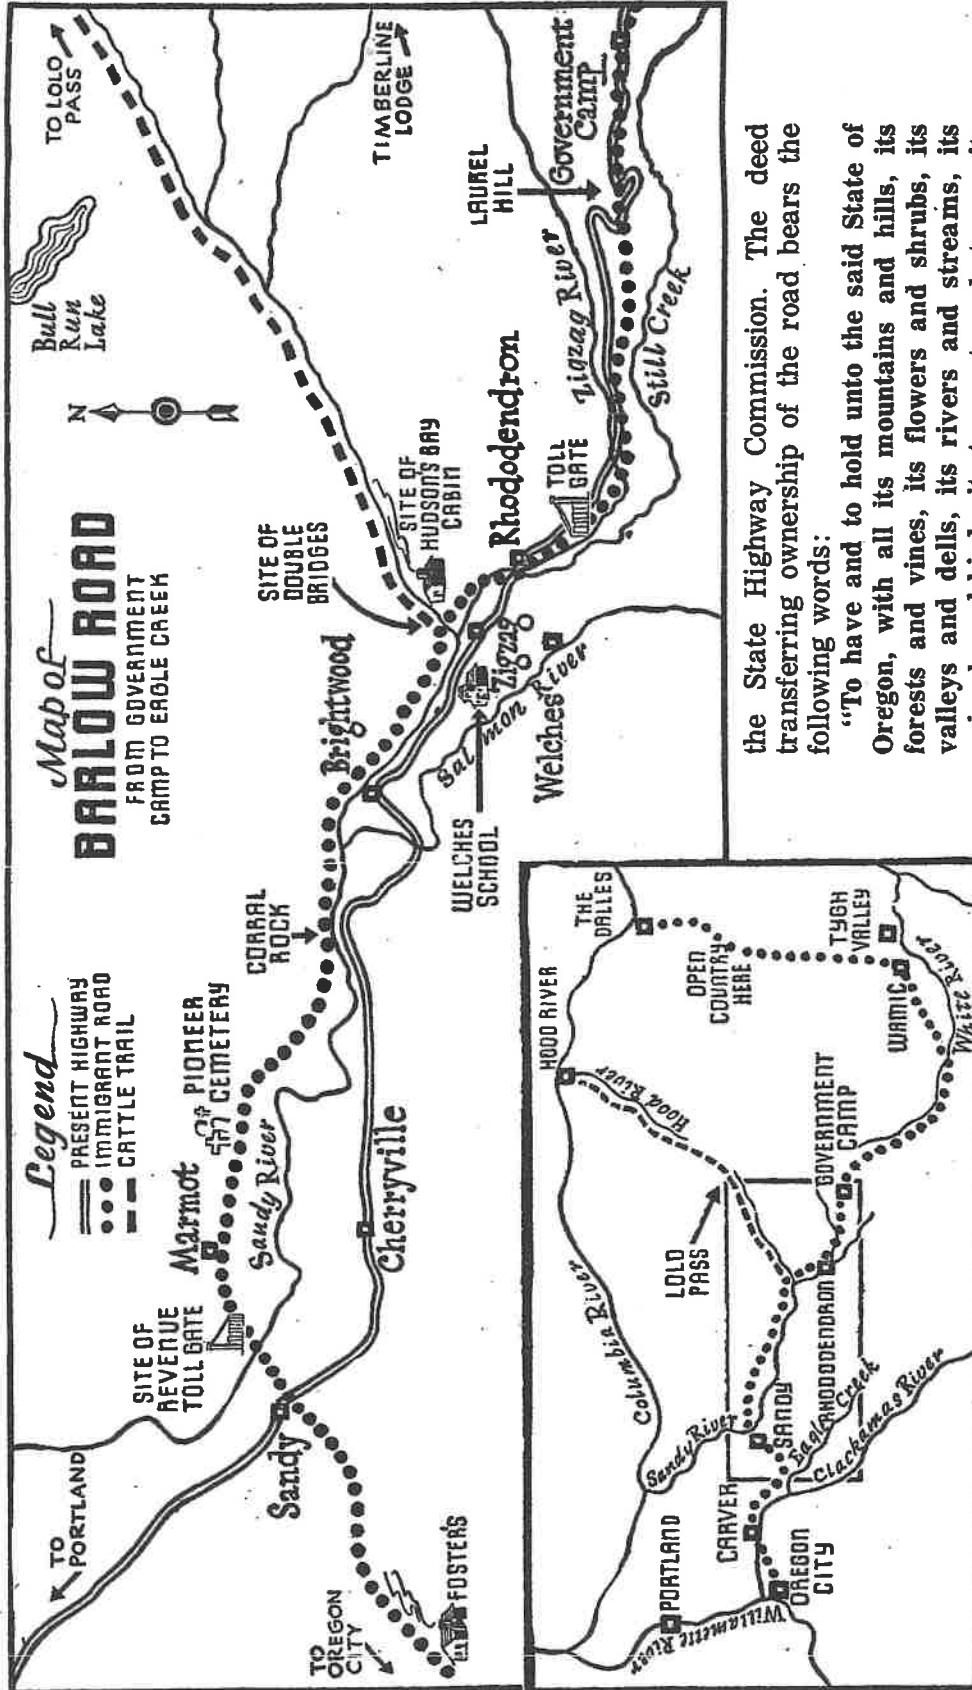 Map of
BARLOW ROAD
FROM GOVERNMENT
CAMP TO EAGLE CREEK
Legend
PRESENT HIGHWAY
IMMIGRANT ROAD
CATTLE TRAIL
N
TO PORTLAND
SITE OF
REVENUE
TOLL GATE
Marmot
PIONEER
CEMETERY
CORRAL
ROCK
Brightwood
SITE OF
DOUBLE
BRIDGES
SITE OF
HUDSON'S BAY
CABIN
Bull
Run
Lake
TO LOLO
PASS
TIMBERLINE
LODGE
Sandy River
Sandy
Cherryville
TO
OREGON
CITY
FOSTER'S
WELCHES
SCHOOL
Salmon River
Welches
Zigzag
Rhododendron
TOLL
GATE
Zigzag River
Still Creek
LAUREL
HILL
Government
Camp
PORTLAND
Willamette River
OREGON
CITY
CARVER
Clackamas River
Eagle Creek
SANDY
Sandy River
Columbia River
RHODODENDRON
LOLO
PASS
HOOD RIVER
Hood River
GOVERNMENT
CAMP
THE
DALLES
OPEN
COUNTRY
HERE
TYGH
VALLEY
WAMIC
White River
the State Highway Commission. The deed
transferring ownership of the road bears the
following words:
"To have and to hold unto the said State of
Oregon, with all its mountains and hills, its
forests and vines, its flowers and shrubs, its
valleys and dells, its rivers and streams, its